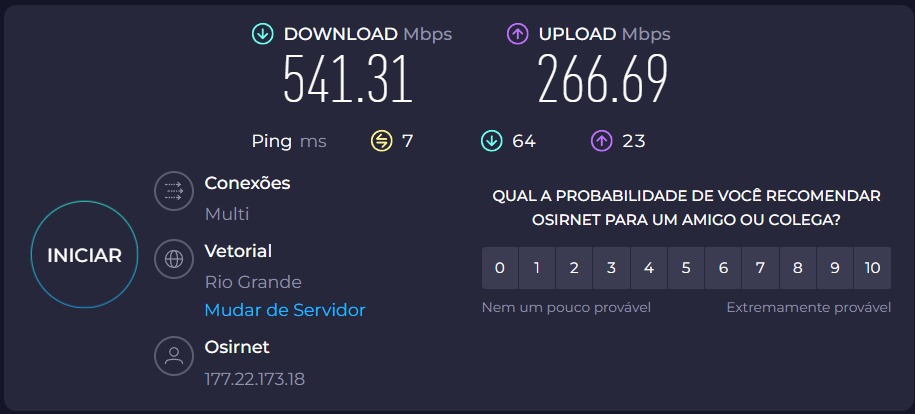 DOWNLOAD Mbps
541.31
UPLOAD Mbps
266.69
Ping ms 7 64 23
INICIAR
Conexões
Multi
Vetorial
Rio Grande
Mudar de Servidor
Osirnet
177.22.173.18
QUAL A PROBABILIDADE DE VOCÊ RECOMENDAR
OSIRNET PARA UM AMIGO OU COLEGA?
0 1 2 3 4 5 6 7 8 9 10
Nem um pouco provável Extremamente provável